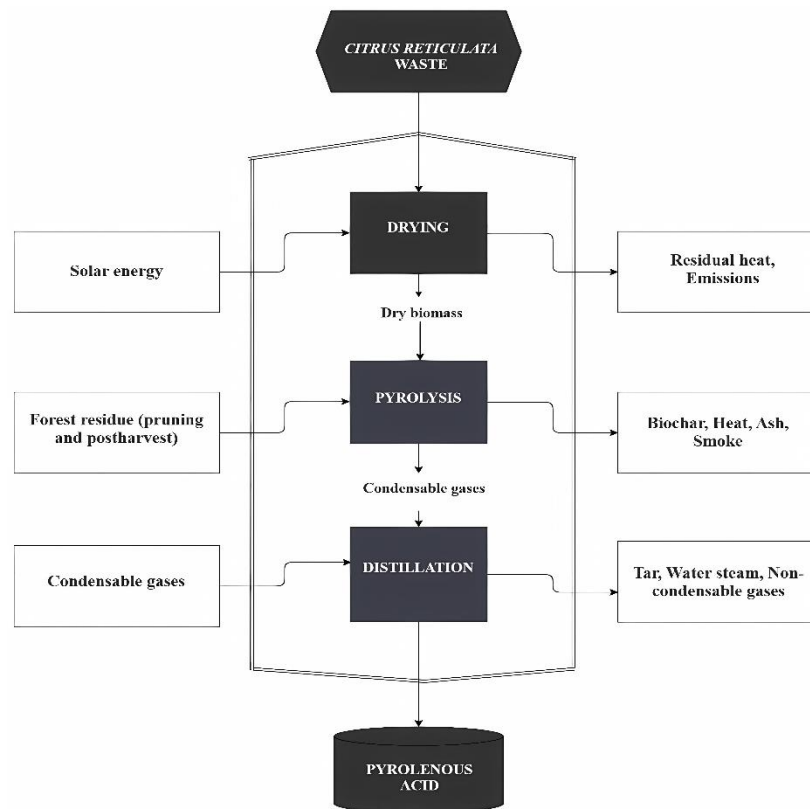 CITRUS RETICULATA
WASTE
DRYING
Solar energy
Residual heat,
Emissions
Dry biomass
PYROLYSIS
Forest residue (pruning
and postharvest)
Biochar, Heat, Ash,
Smoke
Condensable gases
DISTILLATION
Condensable gases
Tar, Water steam, Non-
condensable gases
PYROLENOUS
ACID